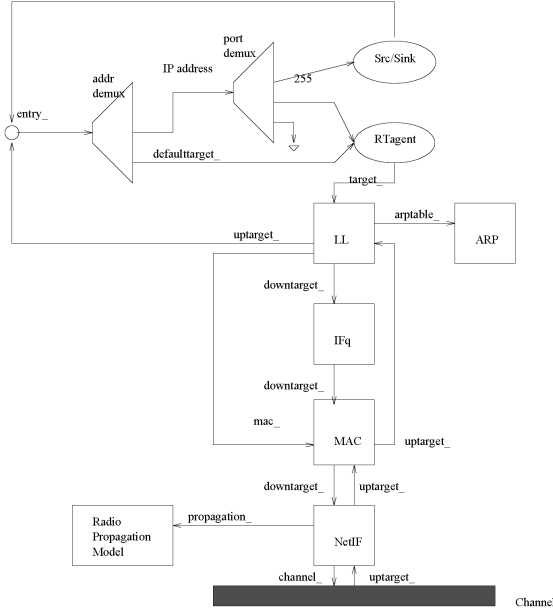 port
demux
Src/Sink
IP address
addr
demux
255
entry_
RTagent
defaulttarget_
target_
arptable_
uptarget_
LL
ARP
downtarget_
IFq
downtarget_
mac_
MAC
uptarget_
downtarget_
uptarget_
propagation_
Radio
Propagation
Model
NetIF
channel_
uptarget_
Channel